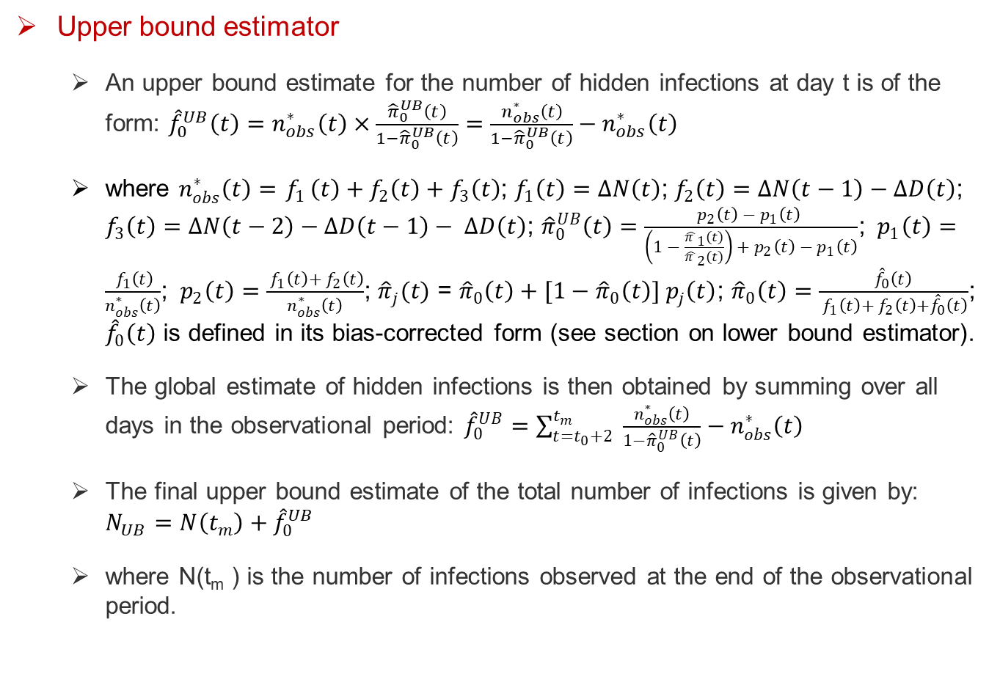 ➢ Upper bound estimator
➢ An upper bound estimate for the number of hidden infections at day t is of the
form: $\hat{f}_0^{UB}(t) = n_{obs}^*(t) \times \frac{\hat{\pi}_0^{UB}(t)}{1-\hat{\pi}_0^{UB}(t)} = \frac{n_{obs}^*(t)}{1-\hat{\pi}_0^{UB}(t)} - n_{obs}^*(t)$
➢ where $n_{obs}^*(t) = f_1(t) + f_2(t) + f_3(t)$; $f_1(t) = \Delta N(t)$; $f_2(t) = \Delta N(t-1) - \Delta D(t)$;
$f_3(t) = \Delta N(t-2) - \Delta D(t-1) - \Delta D(t)$; $\hat{\pi}_0^{UB}(t) = \frac{p_2(t) - p_1(t)}{\left(1 - \frac{\hat{\pi}_1(t)}{\hat{\pi}_2(t)}\right) + p_2(t) - p_1(t)}$; $p_1(t) =$
$\frac{f_1(t)}{n_{obs}^*(t)}$; $p_2(t) = \frac{f_1(t) + f_2(t)}{n_{obs}^*(t)}$; $\hat{\pi}_j(t) = \hat{\pi}_0(t) + [1 - \hat{\pi}_0(t)] p_j(t)$; $\hat{\pi}_0(t) = \frac{\hat{f}_0(t)}{f_1(t) + f_2(t) + \hat{f}_0(t)}$;
$\hat{f}_0(t)$ is defined in its bias-corrected form (see section on lower bound estimator).
➢ The global estimate of hidden infections is then obtained by summing over all
days in the observational period: $\hat{f}_0^{UB} = \sum_{t=t_0+2}^{t_m} \frac{n_{obs}^*(t)}{1-\hat{\pi}_0^{UB}(t)} - n_{obs}^*(t)$
➢ The final upper bound estimate of the total number of infections is given by:
$N_{UB} = N(t_m) + \hat{f}_0^{UB}$
➢ where N(t$_m$ ) is the number of infections observed at the end of the observational
period.